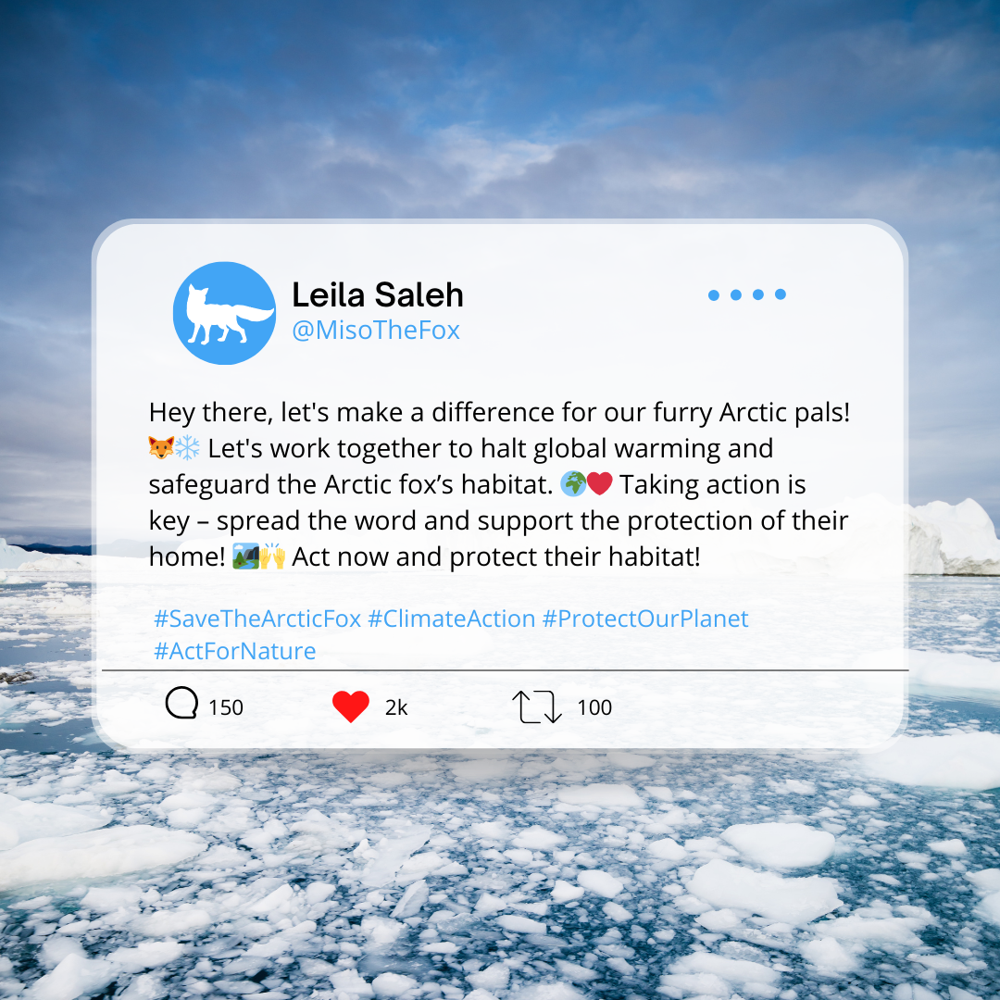 Leila Saleh
@MisoTheFox
Hey there, let's make a difference for our furry Arctic pals!
🦊❄️ Let's work together to halt global warming and
safeguard the Arctic fox’s habitat. 🌍❤️ Taking action is
key – spread the word and support the protection of their
home! 🏞️🙌 Act now and protect their habitat!
#SaveTheArcticFox #ClimateAction #ProtectOurPlanet
#ActForNature
150 2k 100